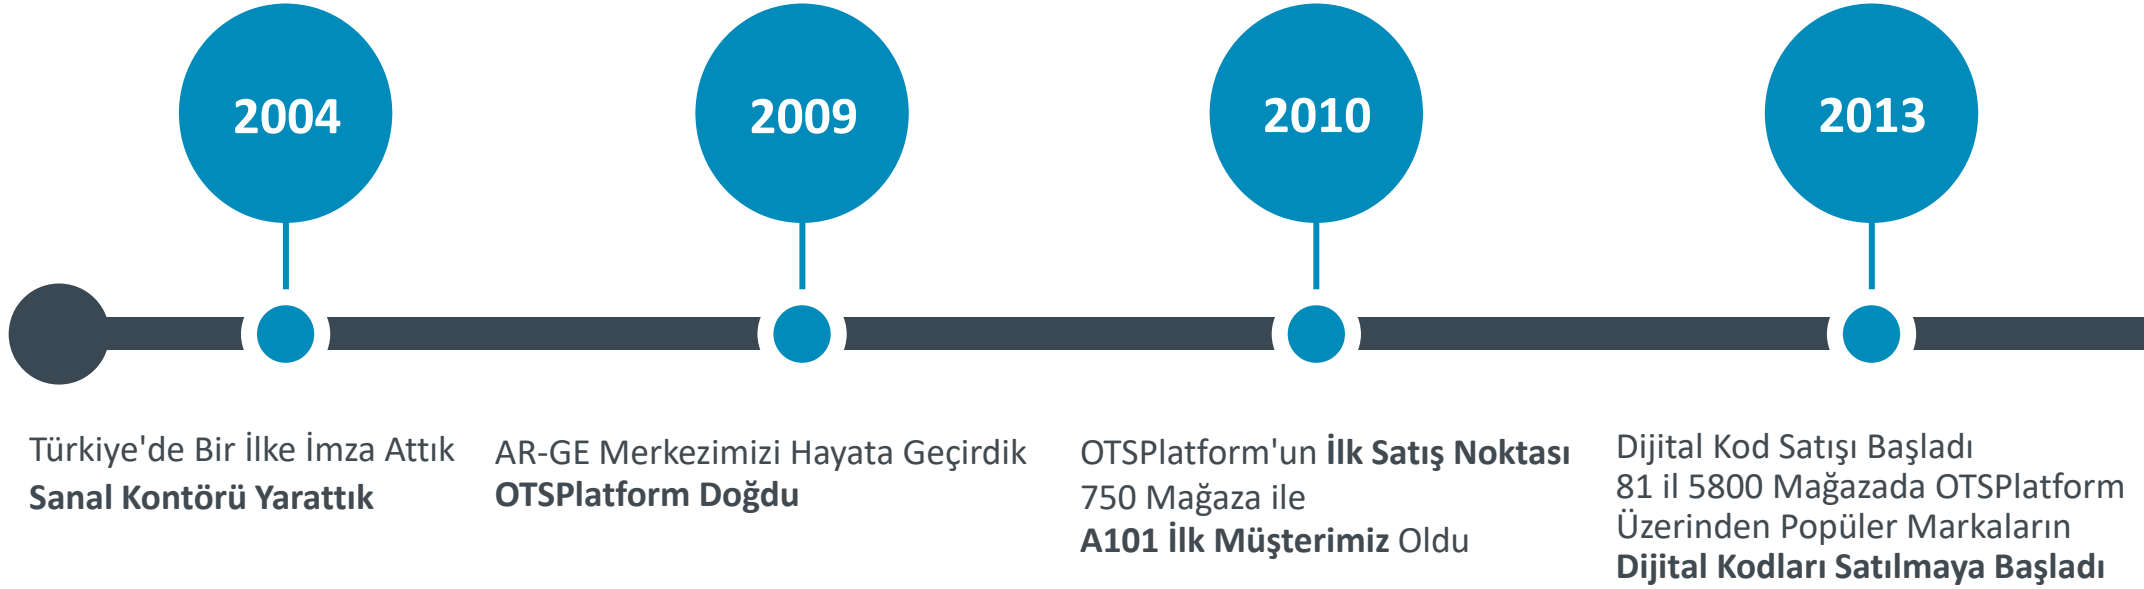 2004
2009
2010
2013
Türkiye'de Bir İlke İmza Attık
Sanal Kontörü Yarattık
AR-GE Merkezimizi Hayata Geçirdik
OTSPlatform Doğdu
OTSPlatform'un İlk Satış Noktası
750 Mağaza ile
A101 İlk Müşterimiz Oldu
Dijital Kod Satışı Başladı
81 il 5800 Mağazada OTSPlatform
Üzerinden Popüler Markaların
Dijital Kodları Satılmaya Başladı